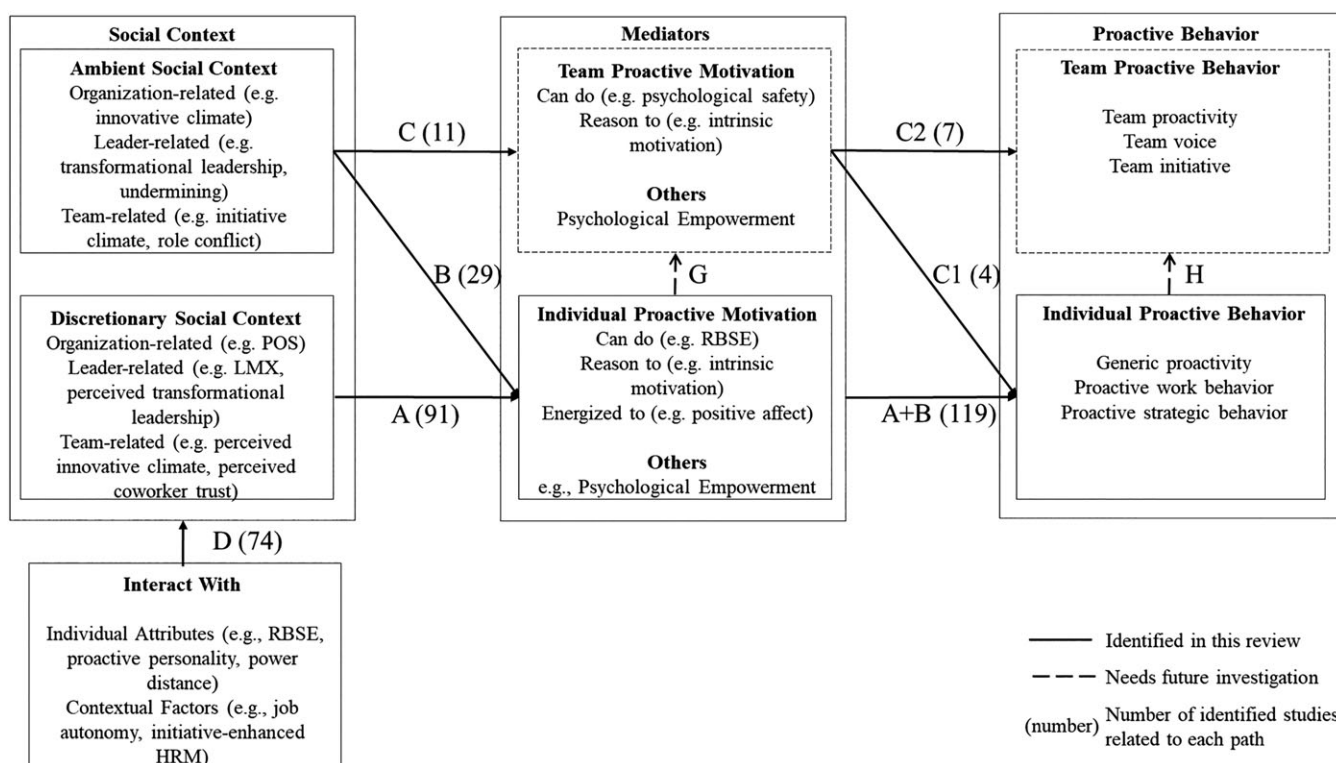 Social Context
Ambient Social Context
Organization-related (e.g.
innovative climate)
Leader-related (e.g.
transformational leadership,
undermining)
Team-related (e.g. initiative
climate, role conflict)
Discretionary Social Context
Organization-related (e.g. POS)
Leader-related (e.g. LMX,
perceived transformational
leadership)
Team-related (e.g. perceived
innovative climate, perceived
coworker trust)
D (74)
Interact With
Individual Attributes (e.g., RBSE,
proactive personality, power
distance)
Contextual Factors (e.g., job
autonomy, initiative-enhanced
HRM)
C (11)
B (29)
A (91)
Mediators
Team Proactive Motivation
Can do (e.g. psychological safety)
Reason to (e.g. intrinsic
motivation)
Others
Psychological Empowerment
G
Individual Proactive Motivation
Can do (e.g. RBSE)
Reason to (e.g. intrinsic
motivation)
Energized to (e.g. positive affect)
Others
e.g., Psychological Empowerment
C2 (7)
C1 (4)
A+B (119)
Proactive Behavior
Team Proactive Behavior
Team proactivity
Team voice
Team initiative
H
Individual Proactive Behavior
Generic proactivity
Proactive work behavior
Proactive strategic behavior
Identified in this review
Needs future investigation
(number) Number of identified studies
related to each path